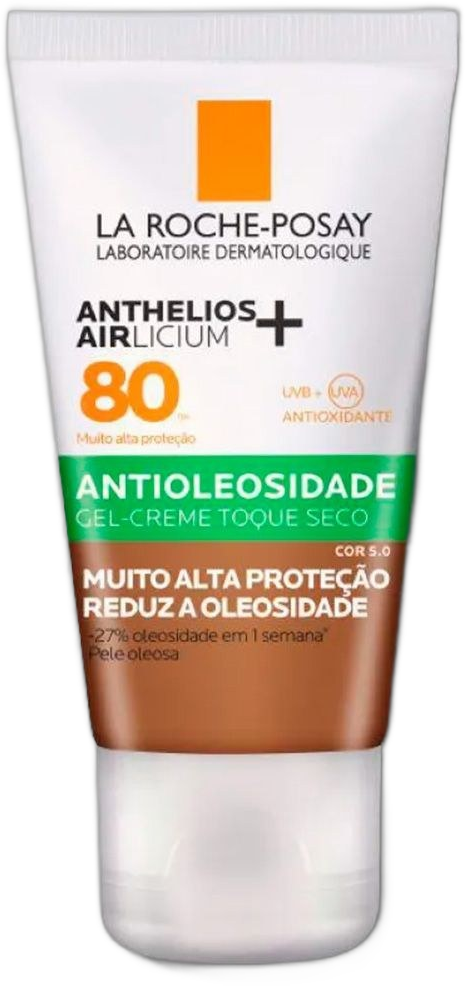 LA ROCHE-POSAY
LABORATOIRE DERMATOLOGIQUE
ANTHELIOS
AIRLICIUM +
80
UVB + UVA
ANTIOXIDANTE
Muito alta proteção
ANTIOLEOSIDADE
GEL-CREME TOQUE SECO
COR 5.0
MUITO ALTA PROTEÇÃO
REDUZ A OLEOSIDADE
-27% oleosidade em 1 semana*
Pele oleosa